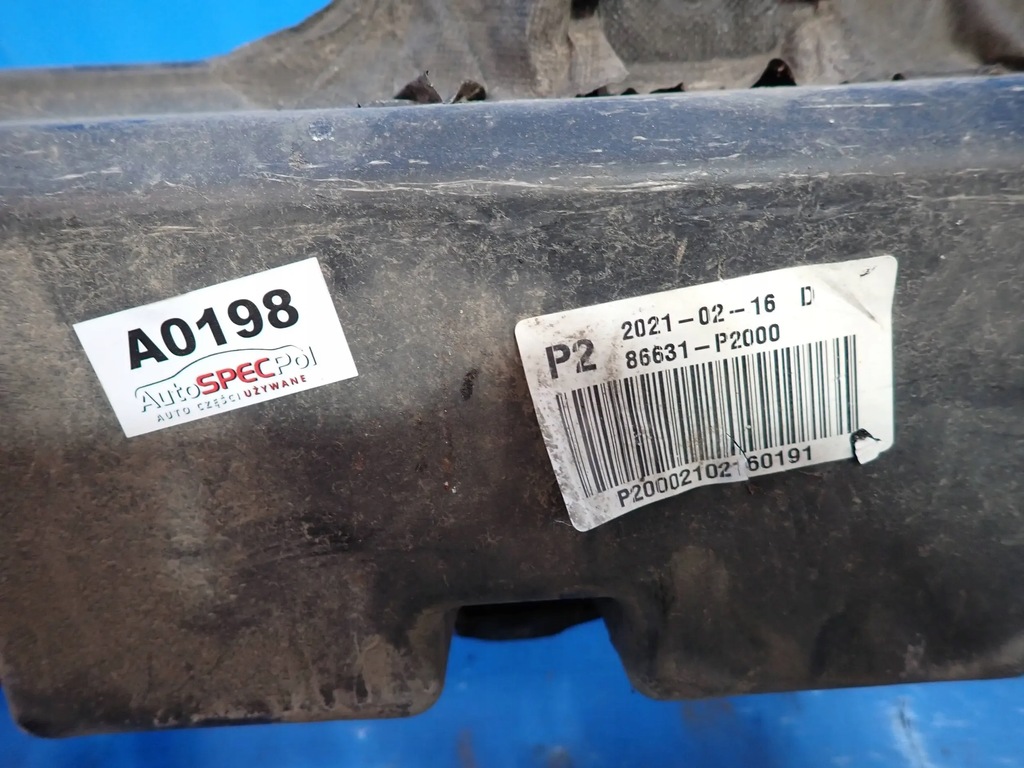 A0198
AutoSPECPol
AUTO CZĘŚCI UŻYWANE
P2
2021-02-16 D
86631-P2000
P20002102160191